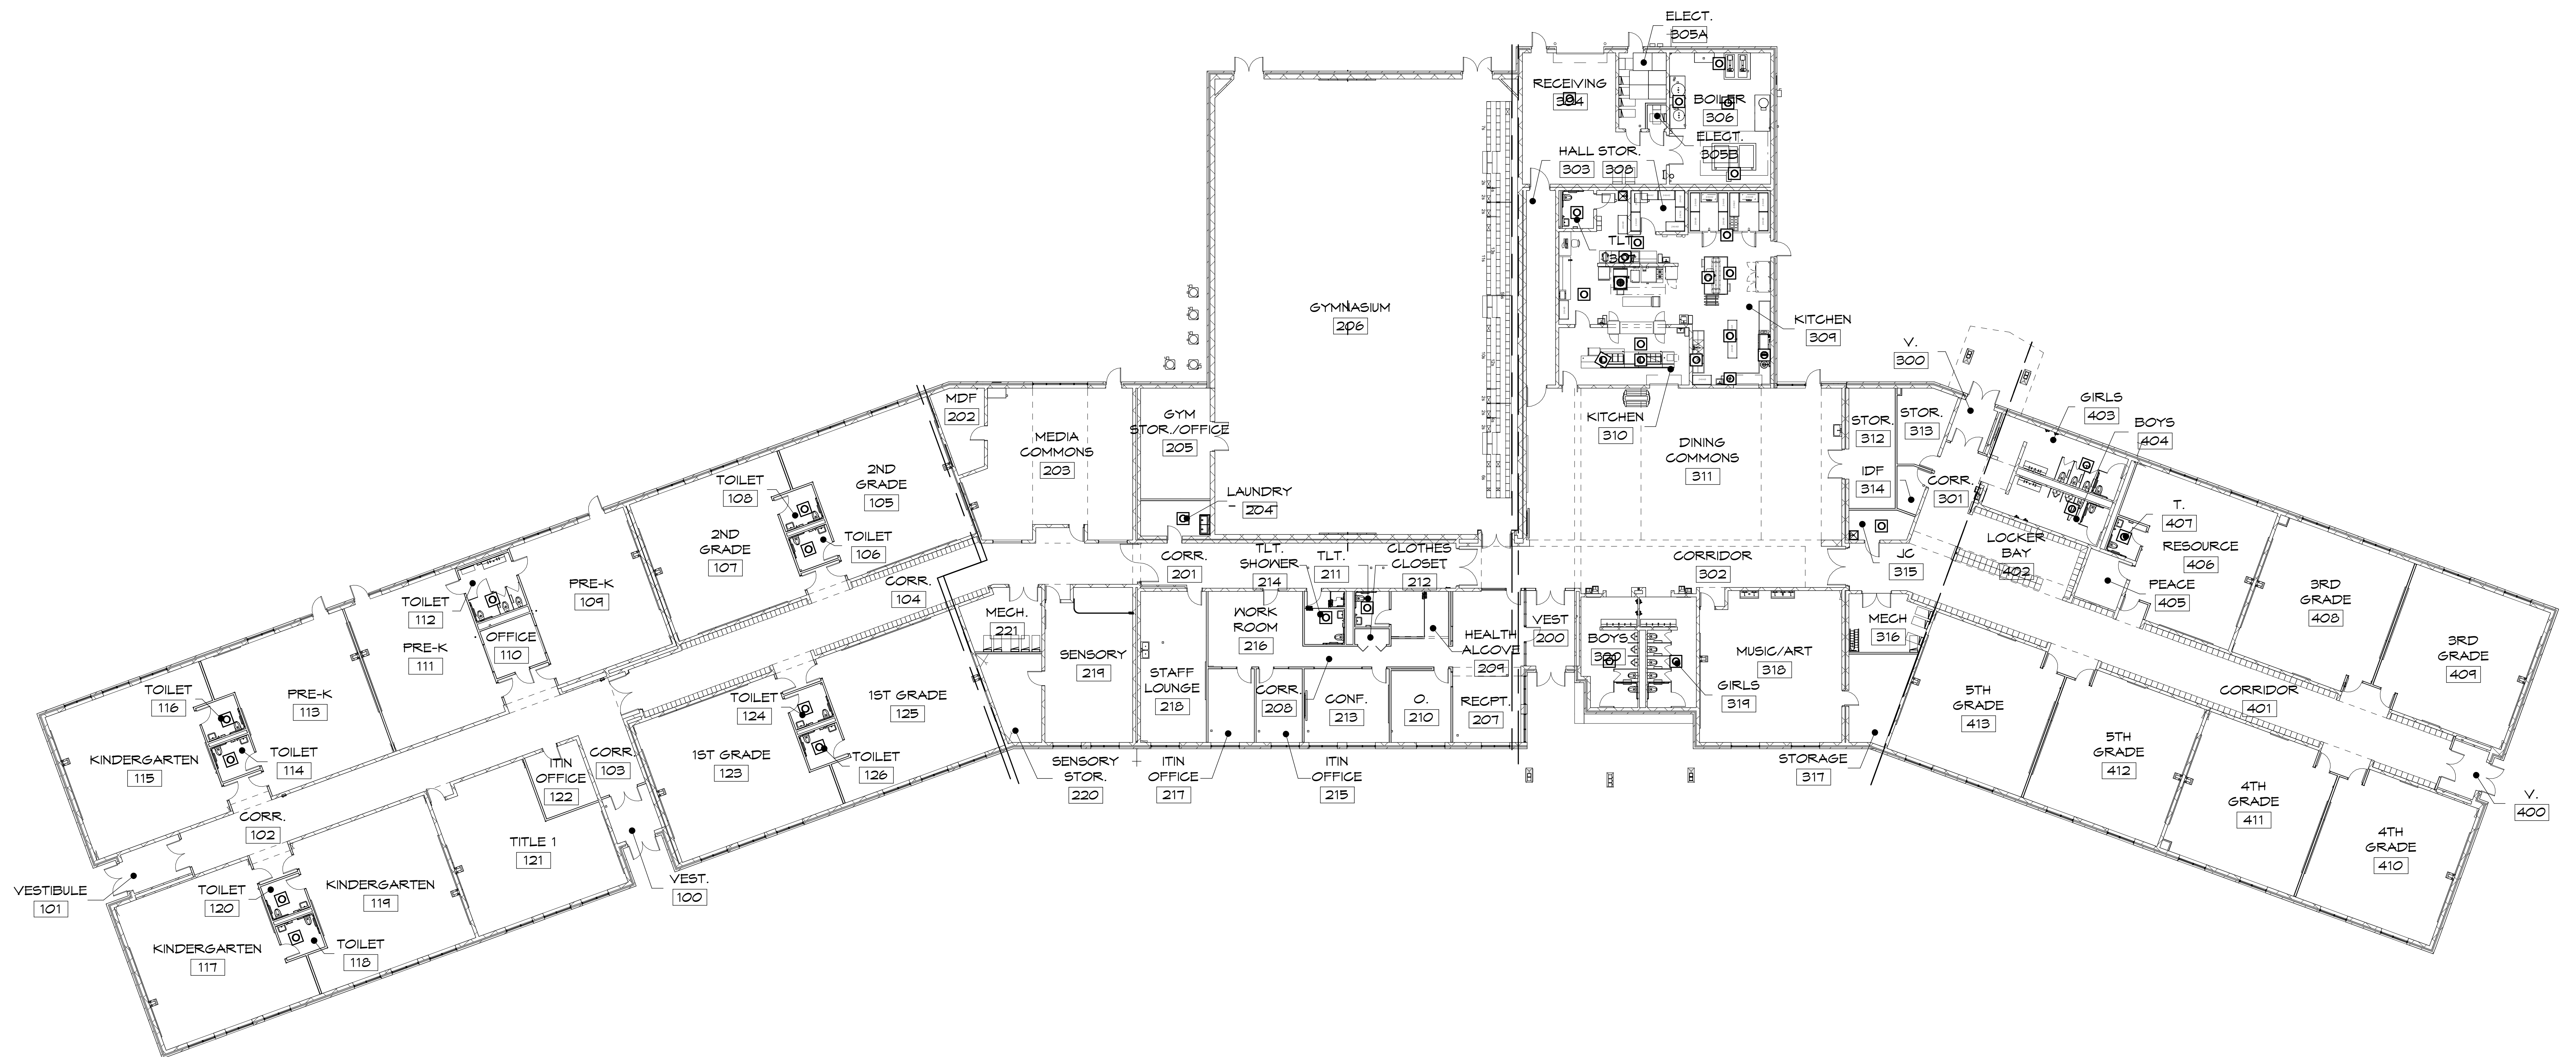 ELECT.
305A
RECEIVING
304
BOILER
306
ELECT.
305B
HALL STOR.
303 308
TLT.
307
GYMNASIUM
206
KITCHEN
309
V.
300
KITCHEN
310
GIRLS
403
BOYS
404
MDF
202
GYM
STOR./OFFICE
205
MEDIA
COMMONS
203
DINING
COMMONS
311
STOR.
312
STOR.
313
IDF
314
CORR.
301
2ND
GRADE
105
TOILET
108
LAUNDRY
204
T.
407
RESOURCE
406
2ND
GRADE
107
TOILET
106
CORR.
201
TLT.
SHOWER
214
TLT.
211
CLOTHES
CLOSET
212
CORRIDOR
302
JC
315
LOCKER
BAY
402
PEACE
405
3RD
GRADE
408
PRE-K
109
CORR.
104
TOILET
112
OFFICE
110
PRE-K
111
MECH.
221
WORK
ROOM
216
HEALTH
ALCOVE
209
VEST
200
BOYS
320
MECH
316
3RD
GRADE
409
SENSORY
219
STAFF
LOUNGE
218
CORR.
208
CONF.
213
O.
210
RECPT.
207
GIRLS
319
MUSIC/ART
318
5TH
GRADE
413
CORRIDOR
401
TOILET
116
PRE-K
113
TOILET
124
1ST GRADE
125
KINDERGARTEN
115
TOILET
114
ITIN
OFFICE
122
CORR.
103
1ST GRADE
123
TOILET
126
SENSORY
STOR.
220
ITIN
OFFICE
217
ITIN
OFFICE
215
STORAGE
317
5TH
GRADE
412
4TH
GRADE
411
V.
400
CORR.
102
TITLE 1
121
4TH
GRADE
410
VESTIBULE
101
TOILET
120
KINDERGARTEN
119
VEST.
100
KINDERGARTEN
117
TOILET
118